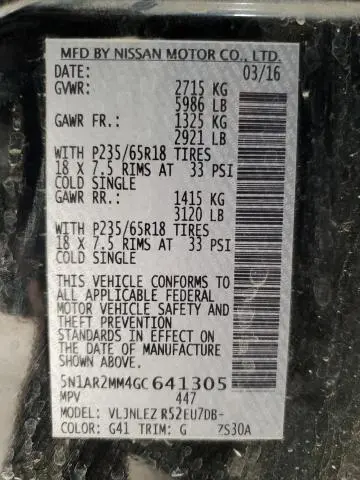 MFD BY NISSAN MOTOR CO., LTD.
DATE: 03/16
GVWR: 2715 KG
5986 LB
GAWR FR.: 1325 KG
2921 LB
WITH P235/65R18 TIRES
18 X 7.5 RIMS AT 33 PSI
COLD SINGLE
GAWR RR.: 1415 KG
3120 LB
WITH P235/65R18 TIRES
18 X 7.5 RIMS AT 33 PSI
COLD SINGLE
THIS VEHICLE CONFORMS TO
ALL APPLICABLE FEDERAL
MOTOR VEHICLE SAFETY AND
THEFT PREVENTION
STANDARDS IN EFFECT ON
THE DATE OF MANUFACTURE
SHOWN ABOVE.
5N1AR2MM4GC641305
MPV 447
MODEL: VLJNLEZ R52EU7DB-
COLOR: G41 TRIM: G 7S30A